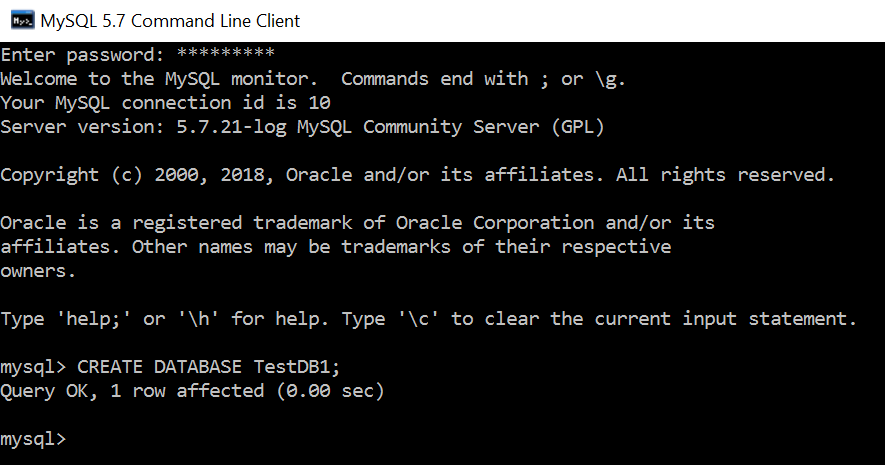 MySQL 5.7 Command Line Client
Enter password: *********
Welcome to the MySQL monitor.  Commands end with ; or \g.
Your MySQL connection id is 10
Server version: 5.7.21-log MySQL Community Server (GPL)
Copyright (c) 2000, 2018, Oracle and/or its affiliates. All rights reserved.
Oracle is a registered trademark of Oracle Corporation and/or its
affiliates. Other names may be trademarks of their respective
owners.
Type 'help;' or '\h' for help. Type '\c' to clear the current input statement.
mysql> CREATE DATABASE TestDB1;
Query OK, 1 row affected (0.00 sec)
mysql>